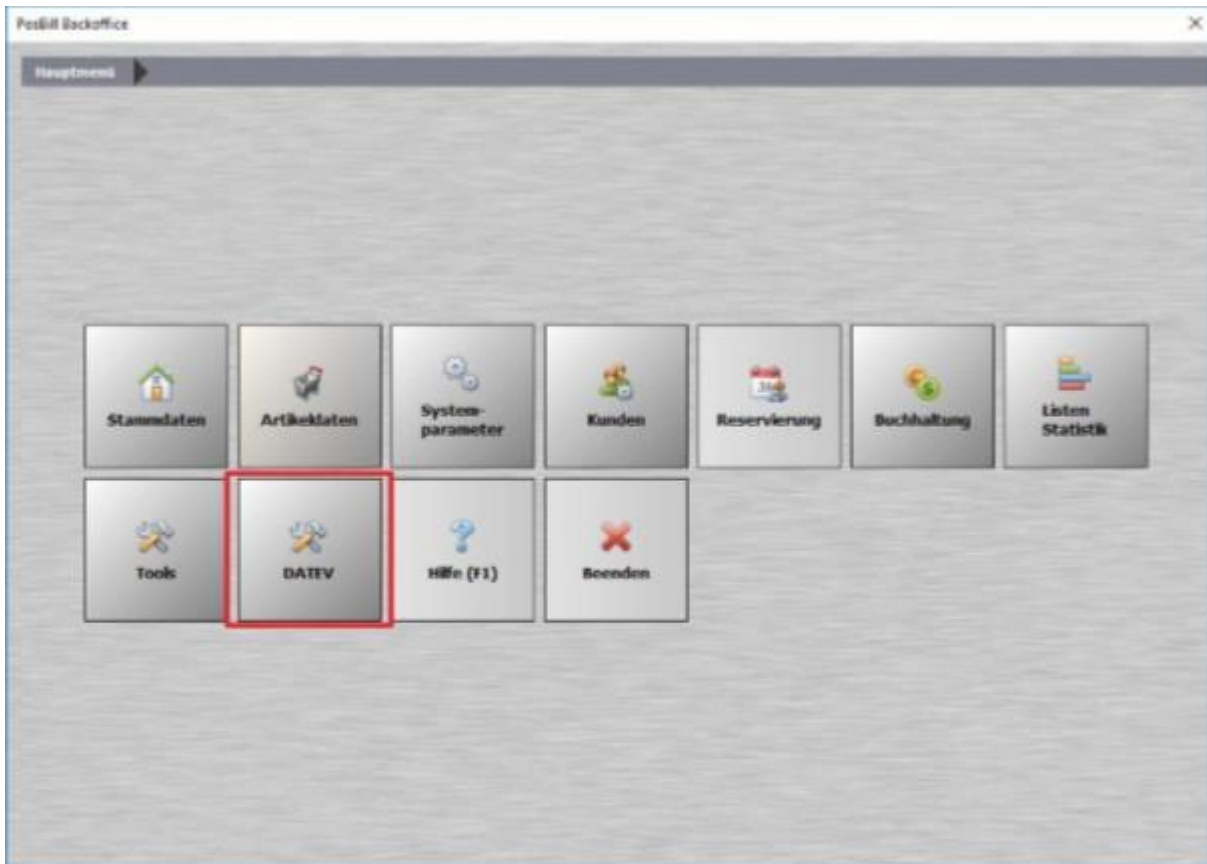 PosBill Backoffice
Hauptmenü
Stammdaten
Artikeldaten
System-
parameter
Kunden
Reservierung
Buchhaltung
Listen
Statistik
Tools
DATEV
Hilfe (F1)
Beenden